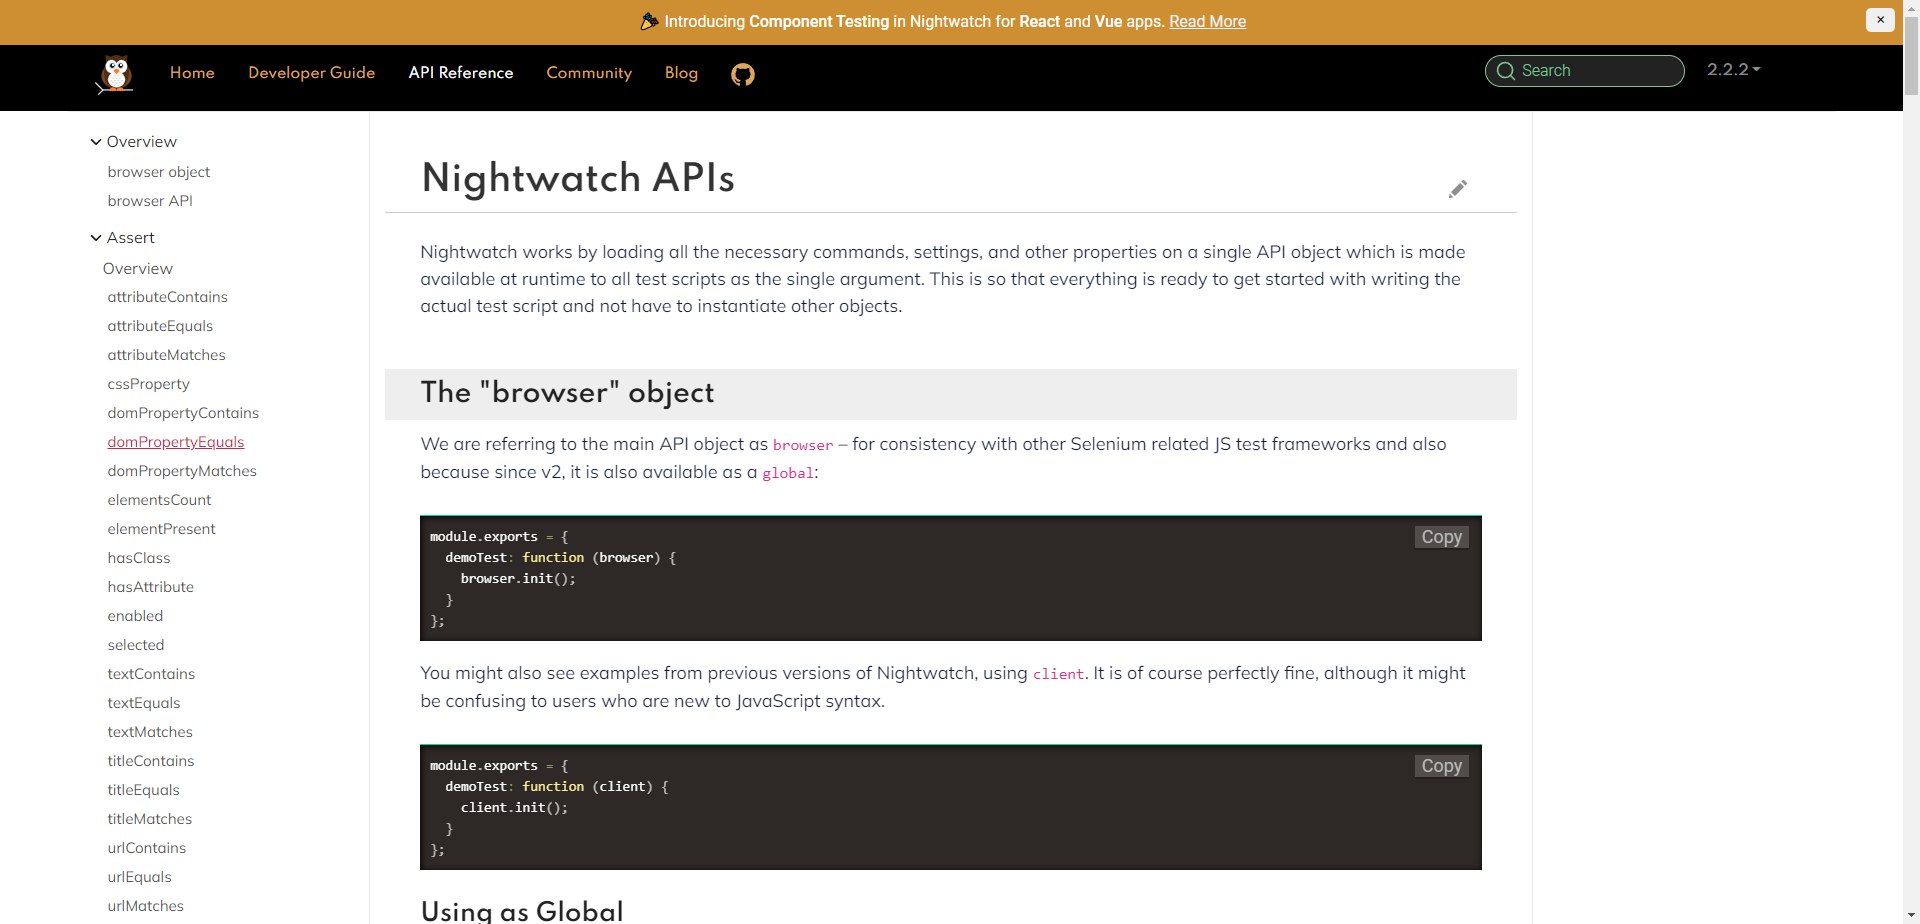 Introducing Component Testing in Nightwatch for React and Vue apps. Read More
×
Home
Developer Guide
API Reference
Community
Blog
Search
2.2.2
Overview
browser object
browser API
Assert
Overview
attributeContains
attributeEquals
attributeMatches
cssProperty
domPropertyContains
domPropertyEquals
domPropertyMatches
elementsCount
elementPresent
hasClass
hasAttribute
enabled
selected
textContains
textEquals
textMatches
titleContains
titleEquals
titleMatches
urlContains
urlEquals
urlMatches
Nightwatch APIs
Nightwatch works by loading all the necessary commands, settings, and other properties on a single API object which is made
available at runtime to all test scripts as the single argument. This is so that everything is ready to get started with writing the
actual test script and not have to instantiate other objects.
The "browser" object
We are referring to the main API object as browser – for consistency with other Selenium related JS test frameworks and also
because since v2, it is also available as a global:
Copy
module.exports = {
  demoTest: function (browser) {
    browser.init();
  }
};
You might also see examples from previous versions of Nightwatch, using client. It is of course perfectly fine, although it might
be confusing to users who are new to JavaScript syntax.
Copy
module.exports = {
  demoTest: function (client) {
    client.init();
  }
};
Using as Global